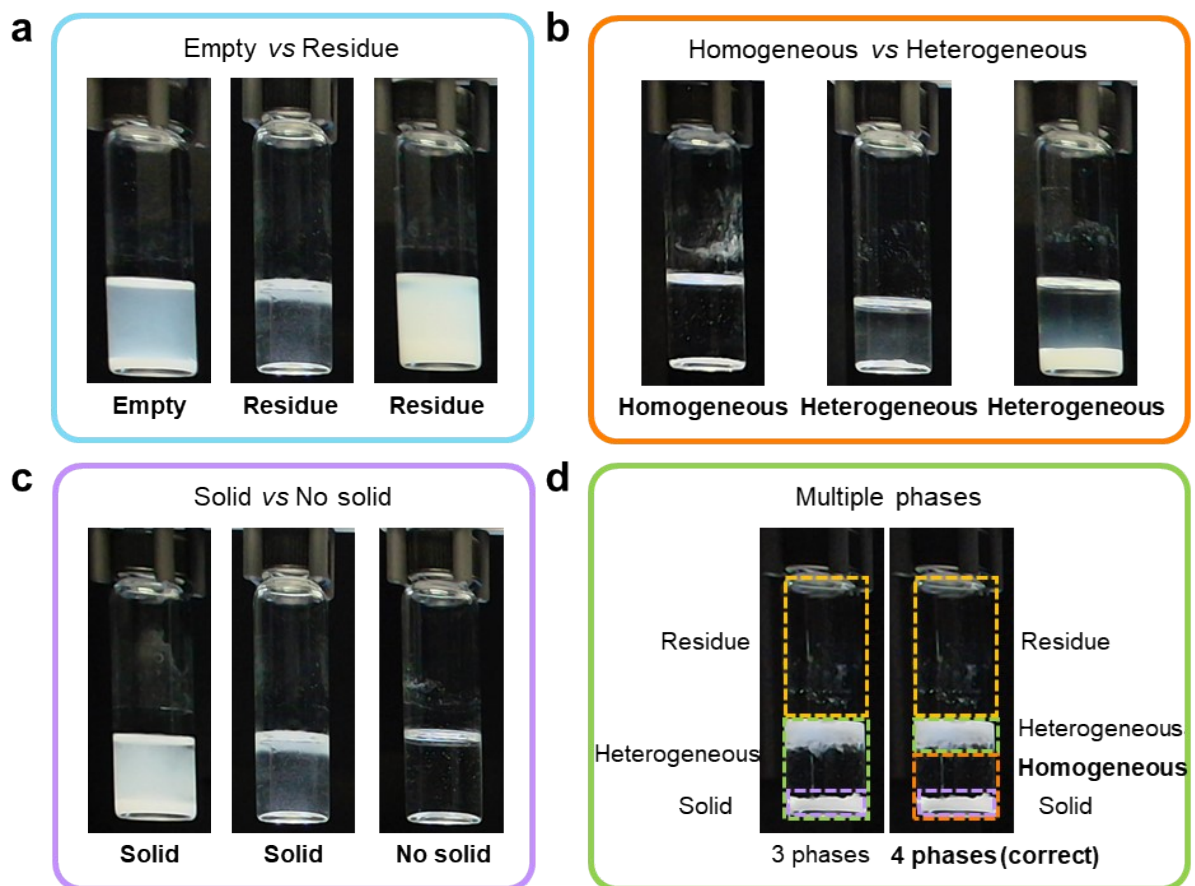 a
Empty vs Residue
Empty
Residue
Residue
b
Homogeneous vs Heterogeneous
Homogeneous
Heterogeneous
Heterogeneous
c
Solid vs No solid
Solid
Solid
No solid
d
Multiple phases
Residue
Residue
Heterogeneous
Heterogeneous
Homogeneous
Solid
Solid
3 phases
4 phases (correct)